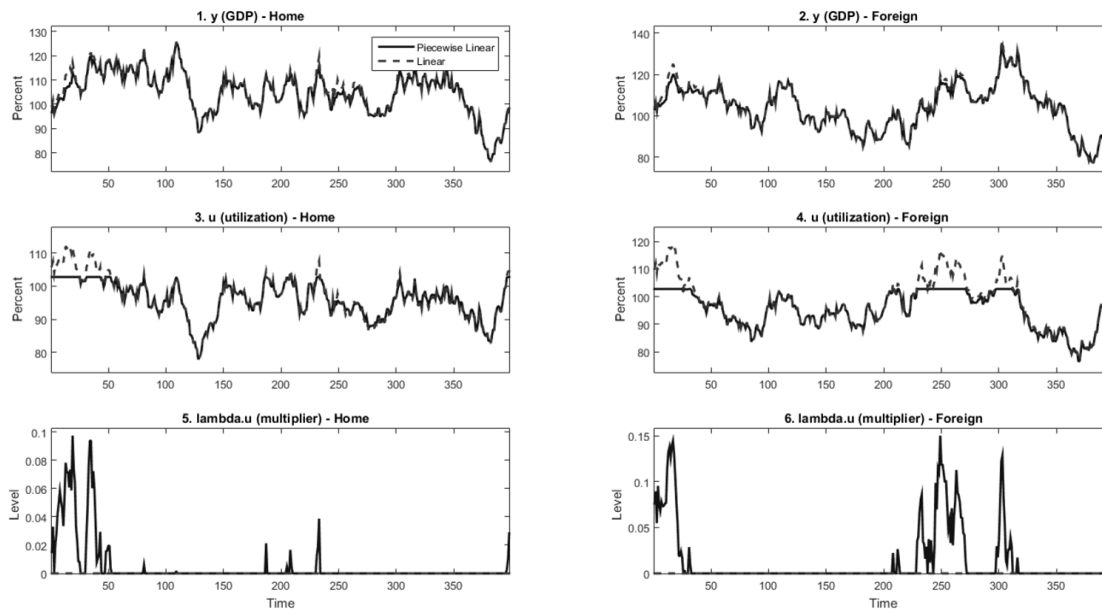 1. y (GDP) - Home
130
120
110
100
90
80
Percent
50 100 150 200 250 300 350
Piecewise Linear
Linear
2. y (GDP) - Foreign
140
120
100
80
Percent
50 100 150 200 250 300 350
3. u (utilization) - Home
110
100
90
80
Percent
50 100 150 200 250 300 350
4. u (utilization) - Foreign
120
110
100
90
80
Percent
50 100 150 200 250 300 350
5. lambda.u (multiplier) - Home
0.1
0.08
0.06
0.04
0.02
0
Level
50 100 150 200 250 300 350
Time
6. lambda.u (multiplier) - Foreign
0.15
0.1
0.05
0
Level
50 100 150 200 250 300 350
Time